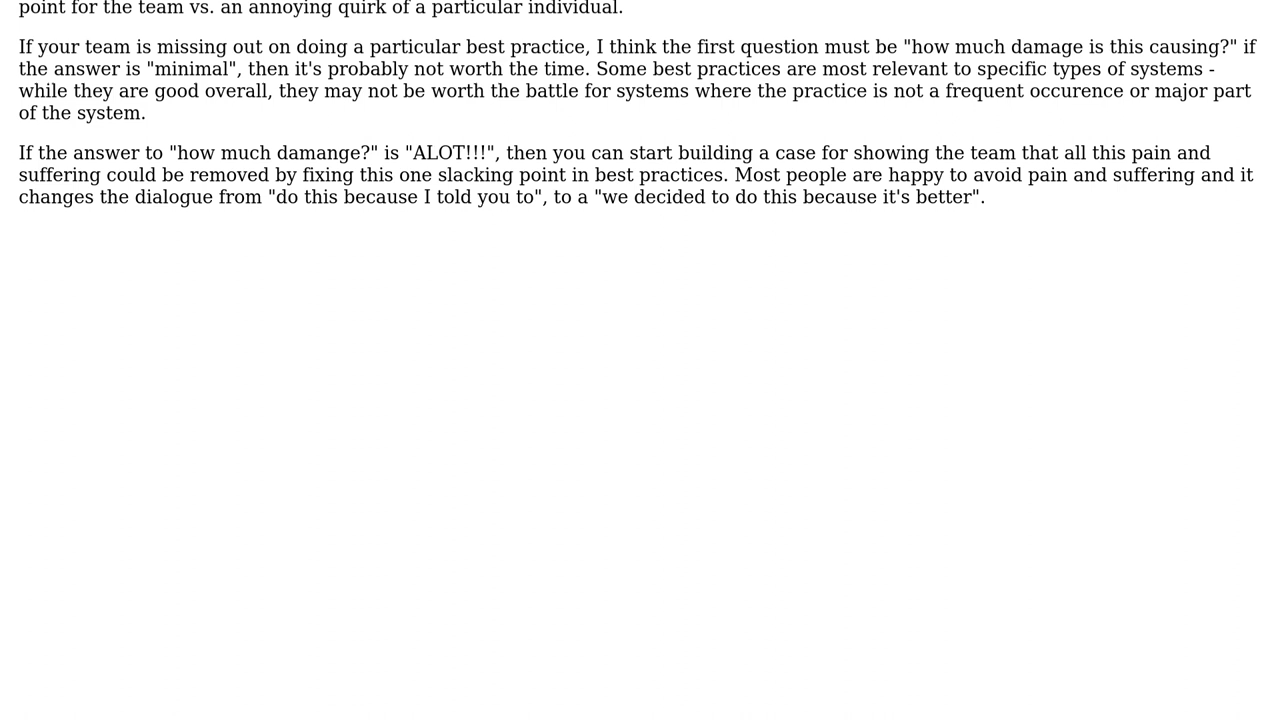 point for the team vs. an annoying quirk of a particular individual.
If your team is missing out on doing a particular best practice, I think the first question must be "how much damage is this causing?" if
the answer is "minimal", then it's probably not worth the time. Some best practices are most relevant to specific types of systems -
while they are good overall, they may not be worth the battle for systems where the practice is not a frequent occurence or major part
of the system.
If the answer to "how much damange?" is "ALOT!!!", then you can start building a case for showing the team that all this pain and
suffering could be removed by fixing this one slacking point in best practices. Most people are happy to avoid pain and suffering and it
changes the dialogue from "do this because I told you to", to a "we decided to do this because it's better".